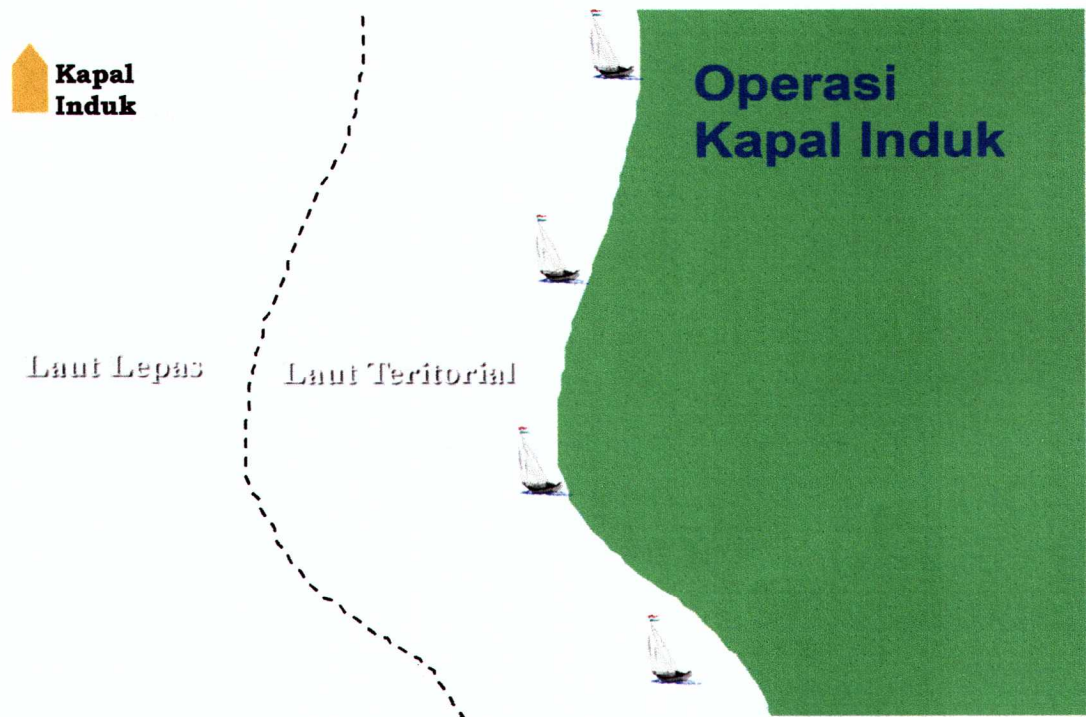 Kapal
Induk
Operasi
Kapal Induk
Laut Lepas
Laut Teritorial